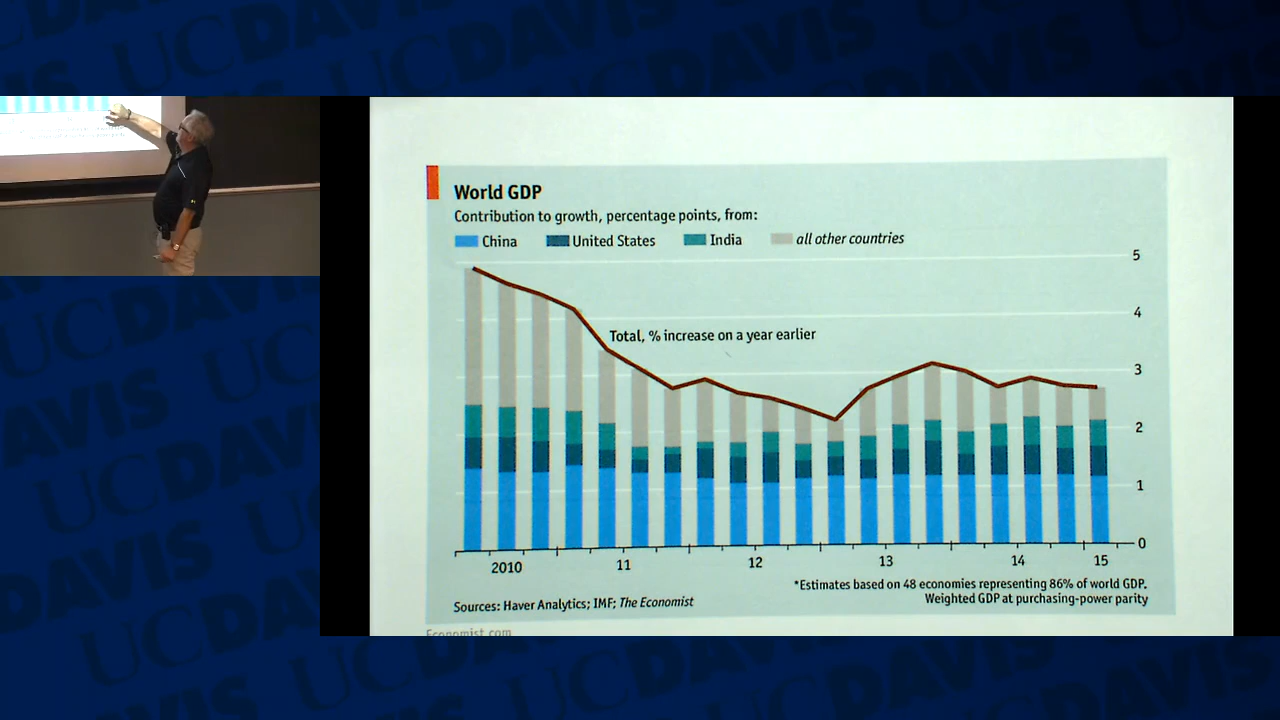 UCDAVIS
World GDP
Contribution to growth, percentage points, from:
China United States India all other countries
5
4
Total, % increase on a year earlier
3
2
1
0
2010 11 12 13 14 15
*Estimates based on 48 economies representing 86% of world GDP.
Weighted GDP at purchasing-power parity
Sources: Haver Analytics; IMF; The Economist
Economist.com